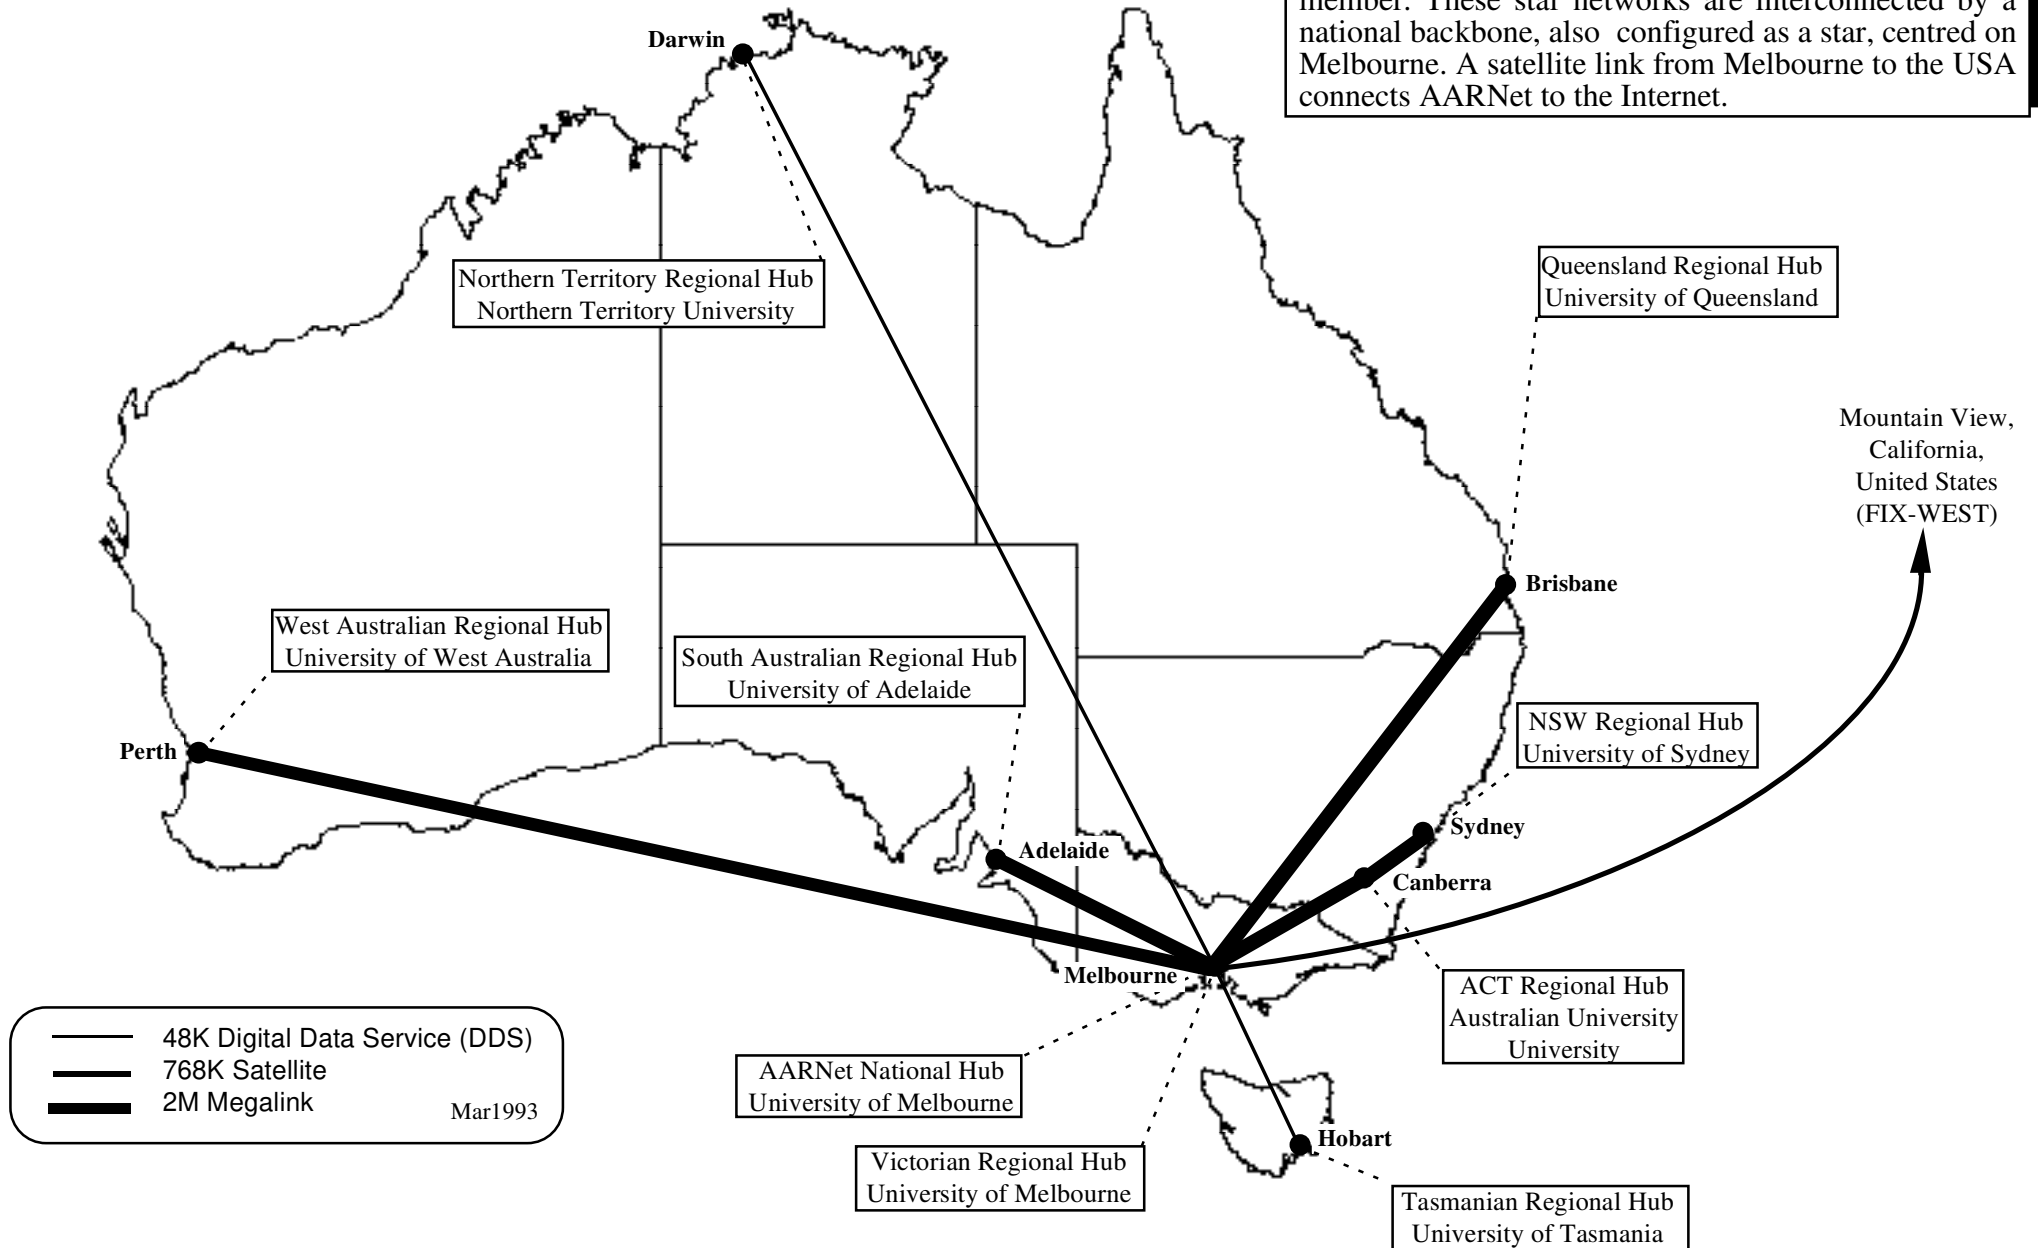 member. These star networks are interconnected by a
national backbone, also configured as a star, centred on
Melbourne. A satellite link from Melbourne to the USA
connects AARNet to the Internet.
Darwin
Northern Territory Regional Hub
Northern Territory University
Queensland Regional Hub
University of Queensland
Mountain View,
California,
United States
(FIX-WEST)
Brisbane
West Australian Regional Hub
University of West Australia
South Australian Regional Hub
University of Adelaide
NSW Regional Hub
University of Sydney
Perth
Sydney
Adelaide
Canberra
Melbourne
ACT Regional Hub
Australian University
University
48K Digital Data Service (DDS)
768K Satellite
2M Megalink
Mar1993
AARNet National Hub
University of Melbourne
Hobart
Victorian Regional Hub
University of Melbourne
Tasmanian Regional Hub
University of Tasmania